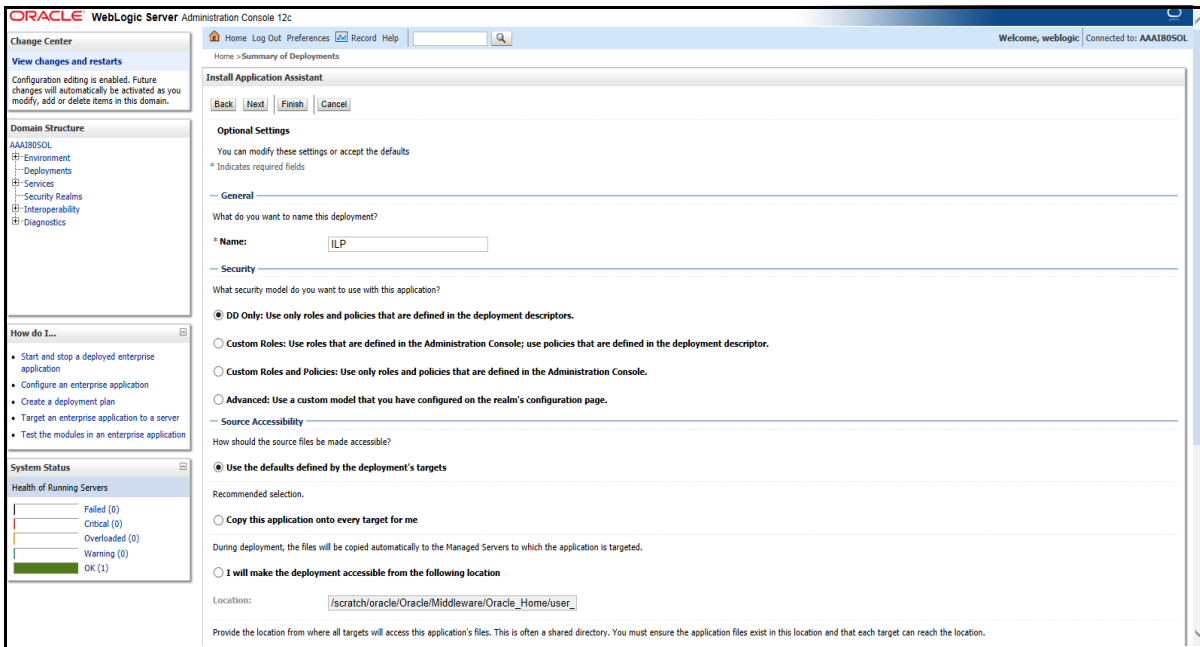 ORACLE WebLogic Server Administration Console 12c
Change Center
View changes and restarts
Configuration editing is enabled. Future
changes will automatically be activated as you
modify, add or delete items in this domain.
Domain Structure
AAAI80SOL
Environment
Deployments
Services
Security Realms
Interoperability
Diagnostics
How do I...
Start and stop a deployed enterprise
application
Configure an enterprise application
Create a deployment plan
Target an enterprise application to a server
Test the modules in an enterprise application
System Status
Health of Running Servers
Failed (0)
Critical (0)
Overloaded (0)
Warning (0)
OK (1)
Home Log Out Preferences Record Help
Welcome, weblogic Connected to: AAAI80SOL
Home >Summary of Deployments
Install Application Assistant
Back Next Finish Cancel
Optional Settings
You can modify these settings or accept the defaults
* Indicates required fields
General
What do you want to name this deployment?
* Name: ILP
Security
What security model do you want to use with this application?
DD Only: Use only roles and policies that are defined in the deployment descriptors.
Custom Roles: Use roles that are defined in the Administration Console; use policies that are defined in the deployment descriptor.
Custom Roles and Policies: Use only roles and policies that are defined in the Administration Console.
Advanced: Use a custom model that you have configured on the realm's configuration page.
Source Accessibility
How should the source files be made accessible?
Use the defaults defined by the deployment's targets
Recommended selection.
Copy this application onto every target for me
During deployment, the files will be copied automatically to the Managed Servers to which the application is targeted.
I will make the deployment accessible from the following location
Location: /scratch/oracle/Oracle/Middleware/Oracle_Home/user_
Provide the location from where all targets will access this application's files. This is often a shared directory. You must ensure the application files exist in this location and that each target can reach the location.